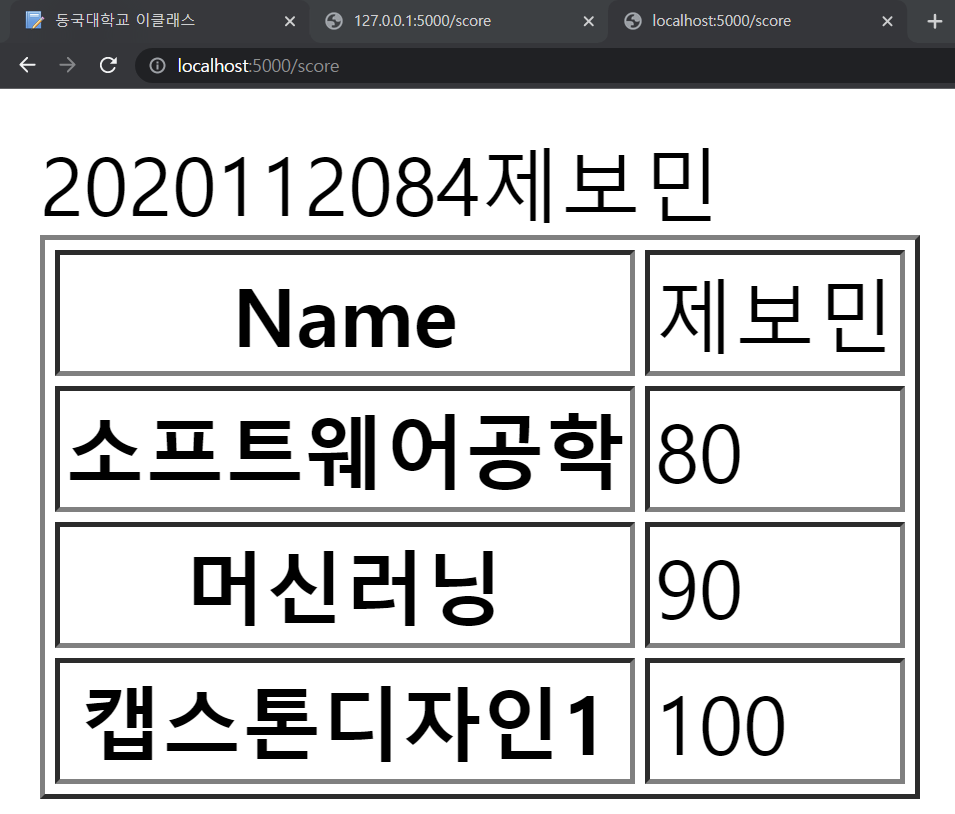 동국대학교 이클래스
127.0.0.1:5000/score
localhost:5000/score
localhost:5000/score
2020112084제보민
Name 제보민
소프트웨어공학 80
머신러닝 90
캡스톤디자인1 100